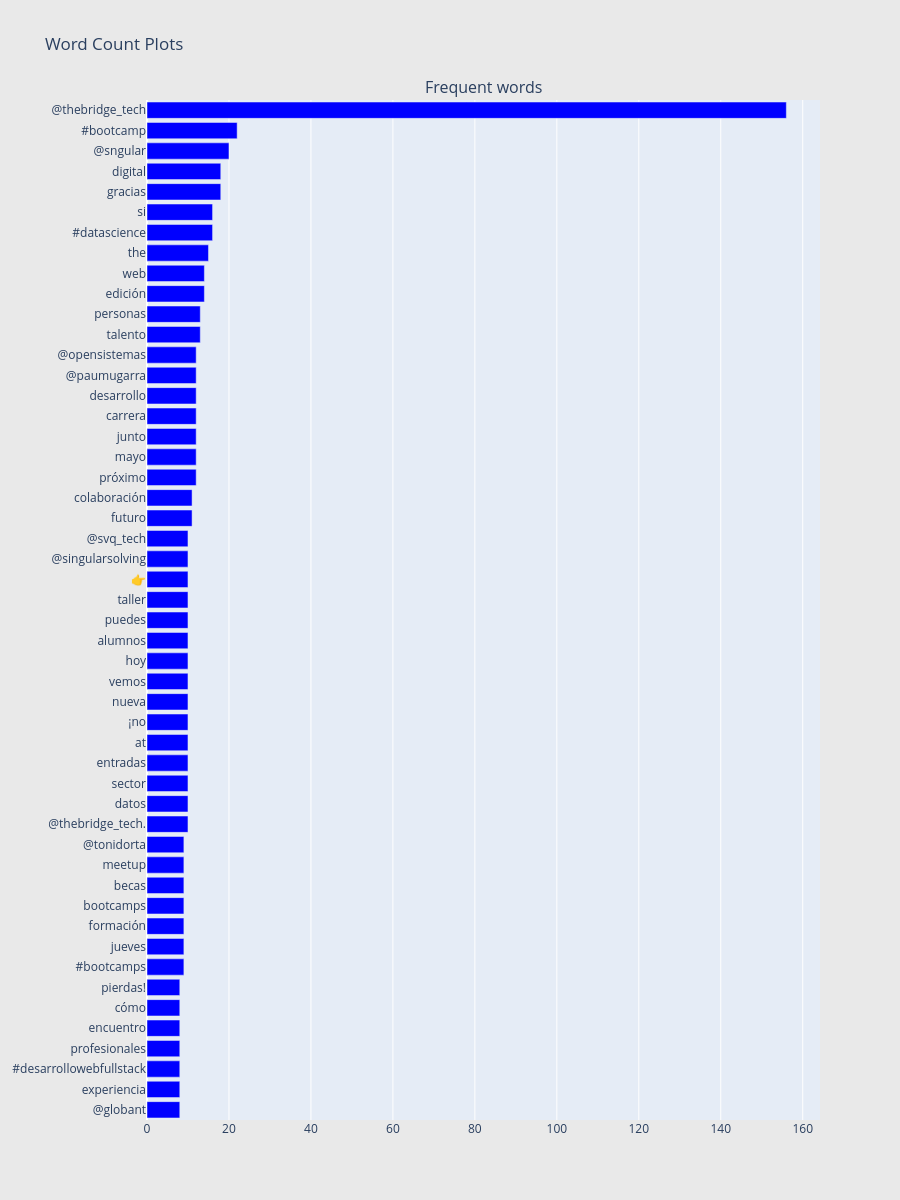 Word Count Plots
Frequent words
@thebridge_tech
#bootcamp
@sngular
digital
gracias
si
#datascience
the
web
edición
personas
talento
@opensistemas
@paumugarra
desarrollo
carrera
junto
mayo
próximo
colaboración
futuro
@svq_tech
@singularsolving
👉
taller
puedes
alumnos
hoy
vemos
nueva
¡no
at
entradas
sector
datos
@thebridge_tech.
@tonidorta
meetup
becas
bootcamps
formación
jueves
#bootcamps
pierdas!
cómo
encuentro
profesionales
#desarrollowebfullstack
experiencia
@globant
0 20 40 60 80 100 120 140 160